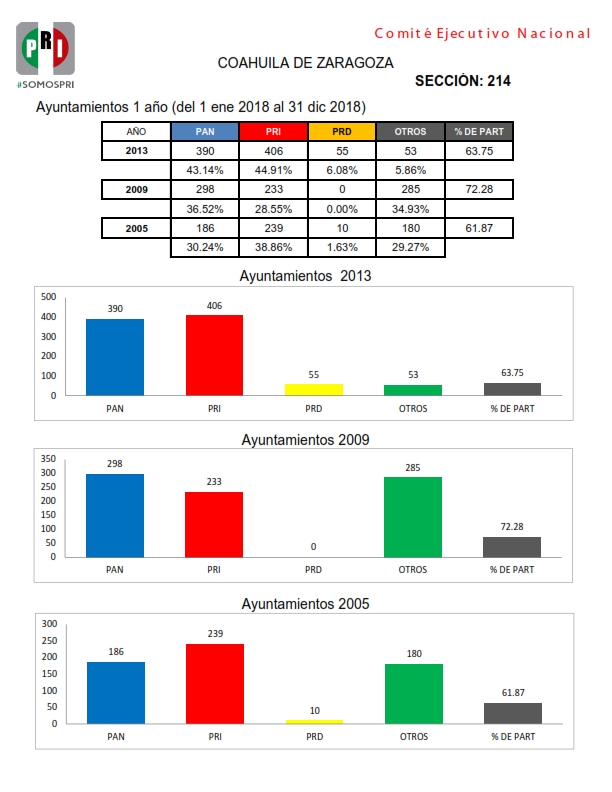 Comité Ejecutivo Nacional
PRI
#SOMOSPRI
COAHUILA DE ZARAGOZA
SECCIÓN: 214
Ayuntamientos 1 año (del 1 ene 2018 al 31 dic 2018)
AÑO PAN PRI PRD OTROS % DE PART
2013 390 406 55 53 63.75
43.14% 44.91% 6.08% 5.86%
2009 298 233 0 285 72.28
36.52% 28.55% 0.00% 34.93%
2005 186 239 10 180 61.87
30.24% 38.86% 1.63% 29.27%
Ayuntamientos 2013
500
400
300
200
100
0
390 406 55 53 63.75
PAN PRI PRD OTROS % DE PART
Ayuntamientos 2009
350
300
250
200
150
100
50
0
298 233 0 285 72.28
PAN PRI PRD OTROS % DE PART
Ayuntamientos 2005
300
250
200
150
100
50
0
186 239 10 180 61.87
PAN PRI PRD OTROS % DE PART